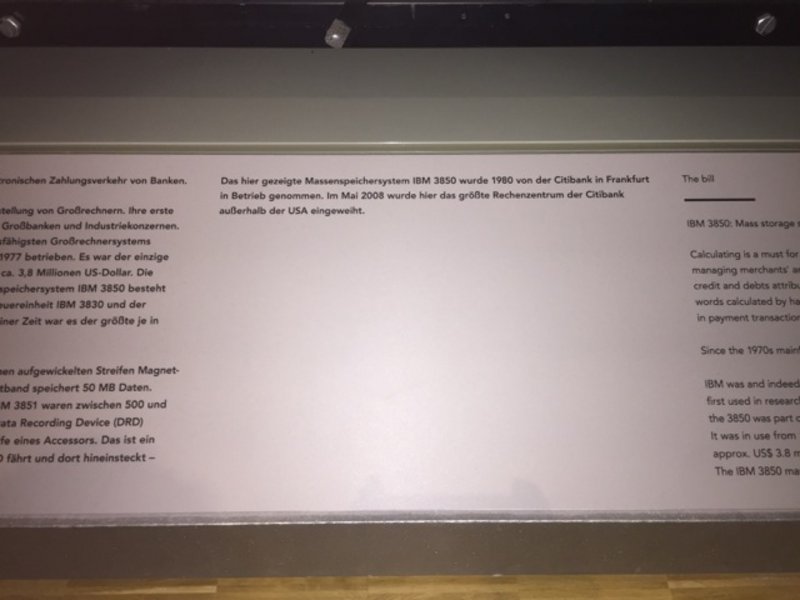 tronischen Zahlungsverkehr von Banken.
stellung von Großrechnern. Ihre erste
Großbanken und Industriekonzernen.
sfähigsten Großrechnersystems
1977 betrieben. Es war der einzige
ca. 3,8 Millionen US-Dollar. Die
speichersystem IBM 3850 besteht
euereinheit IBM 3830 und der
iner Zeit war es der größte je in
nen aufgewickelten Streifen Magnet-
tband speichert 50 MB Daten.
M 3851 waren zwischen 500 und
ata Recording Device (DRD)
fe eines Accessors. Das ist ein
D fährt und dort hineinsteckt –
Das hier gezeigte Massenspeichersystem IBM 3850 wurde 1980 von der Citibank in Frankfurt
in Betrieb genommen. Im Mai 2008 wurde hier das größte Rechenzentrum der Citibank
außerhalb der USA eingeweiht.
The bill
IBM 3850: Mass storage s
Calculating is a must for
managing merchants' a
credit and debts attribu
words calculated by ha
in payment transaction
Since the 1970s mainf
IBM was and indeed
first used in researc
the 3850 was part o
It was in use from
approx. US$ 3.8 m
The IBM 3850 ma